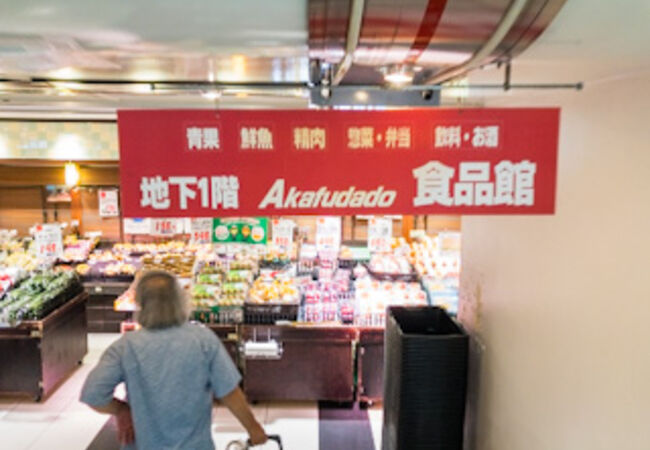 青果 鮮魚 精肉 惣菜・弁当 飲料・お酒
地下1階 Akafudado 食品館